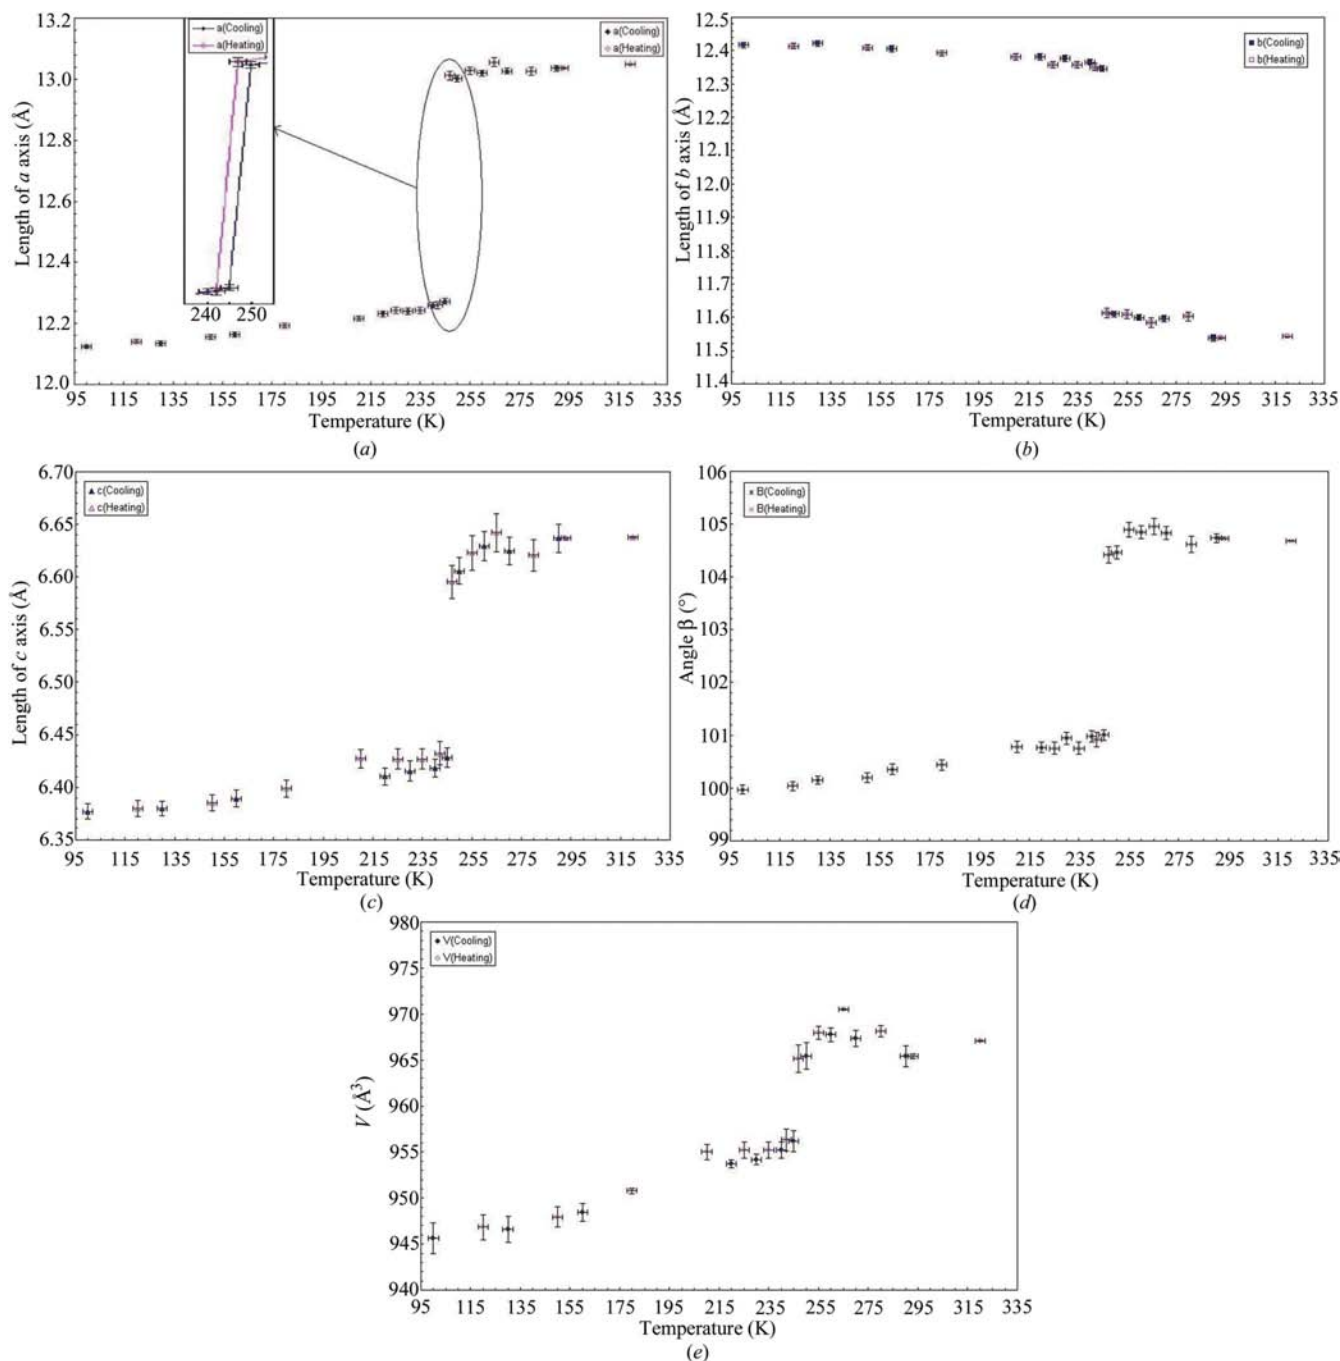 13.2
13.0
12.8
12.6
12.4
12.2
12.0
Length of a axis (Å)
a(Cooling)
a(Heating)
240 250
a(Cooling)
a(Heating)
95 115 135 155 175 195 215 235 255 275 295 315 335
Temperature (K)
(a)
12.5
12.4
12.3
12.2
12.1
12.0
11.9
11.8
11.7
11.6
11.5
11.4
Length of b axis (Å)
b(Cooling)
b(Heating)
95 115 135 155 175 195 215 235 255 275 295 315 335
Temperature (K)
(b)
6.70
6.65
6.60
6.55
6.50
6.45
6.40
6.35
Length of c axis (Å)
c(Cooling)
c(Heating)
95 115 135 155 175 195 215 235 255 275 295 315 335
Temperature (K)
(c)
106
105
104
103
102
101
100
99
Angle β (°)
B(Cooling)
B(Heating)
95 115 135 155 175 195 215 235 255 275 295 315 335
Temperature (K)
(d)
980
975
970
965
960
955
950
945
940
V (Å³)
V(Cooling)
V(Heating)
95 115 135 155 175 195 215 235 255 275 295 315 335
Temperature (K)
(e)